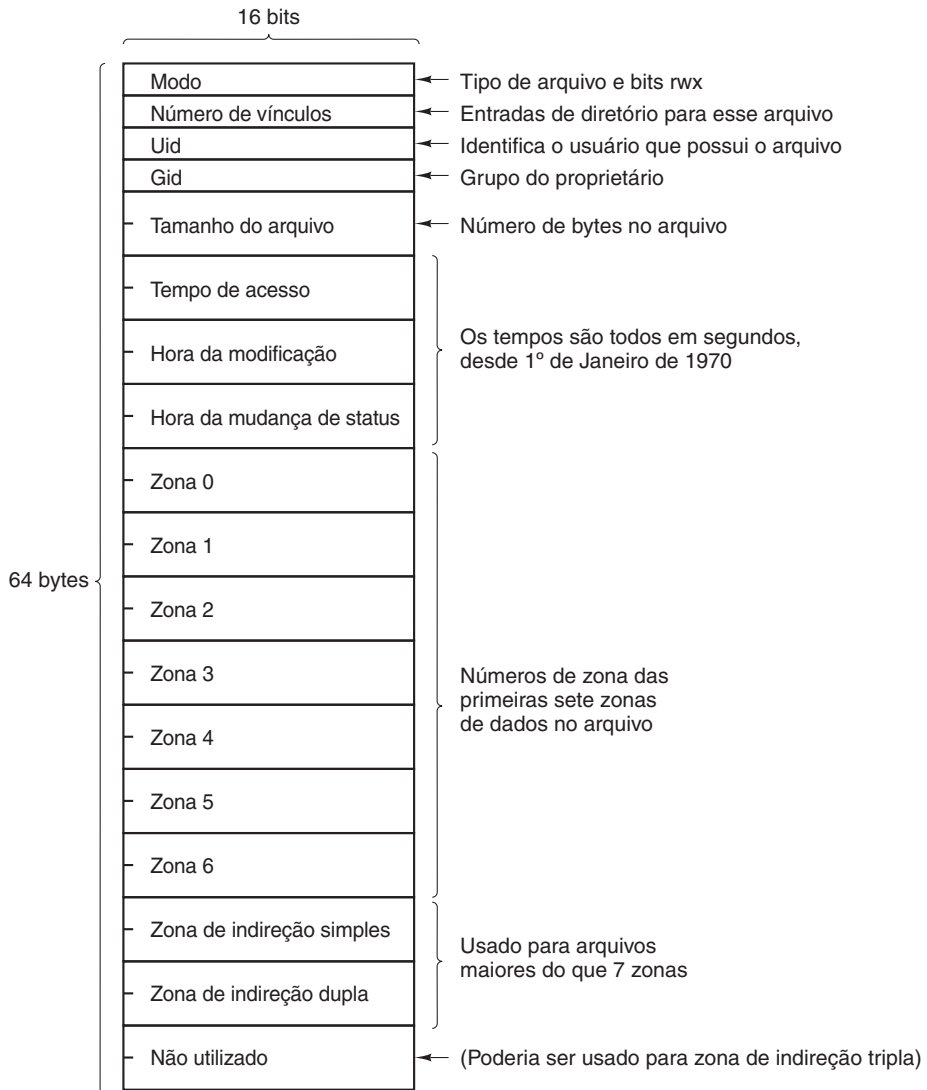 16 bits
Modo
Tipo de arquivo e bits rwx
Número de vínculos
Entradas de diretório para esse arquivo
Uid
Identifica o usuário que possui o arquivo
Gid
Grupo do proprietário
Tamanho do arquivo
Número de bytes no arquivo
Tempo de acesso
Hora da modificação
Hora da mudança de status
Os tempos são todos em segundos,
desde 1º de Janeiro de 1970
64 bytes
Zona 0
Zona 1
Zona 2
Zona 3
Zona 4
Zona 5
Zona 6
Números de zona das
primeiras sete zonas
de dados no arquivo
Zona de indireção simples
Zona de indireção dupla
Usado para arquivos
maiores do que 7 zonas
Não utilizado
(Poderia ser usado para zona de indireção tripla)